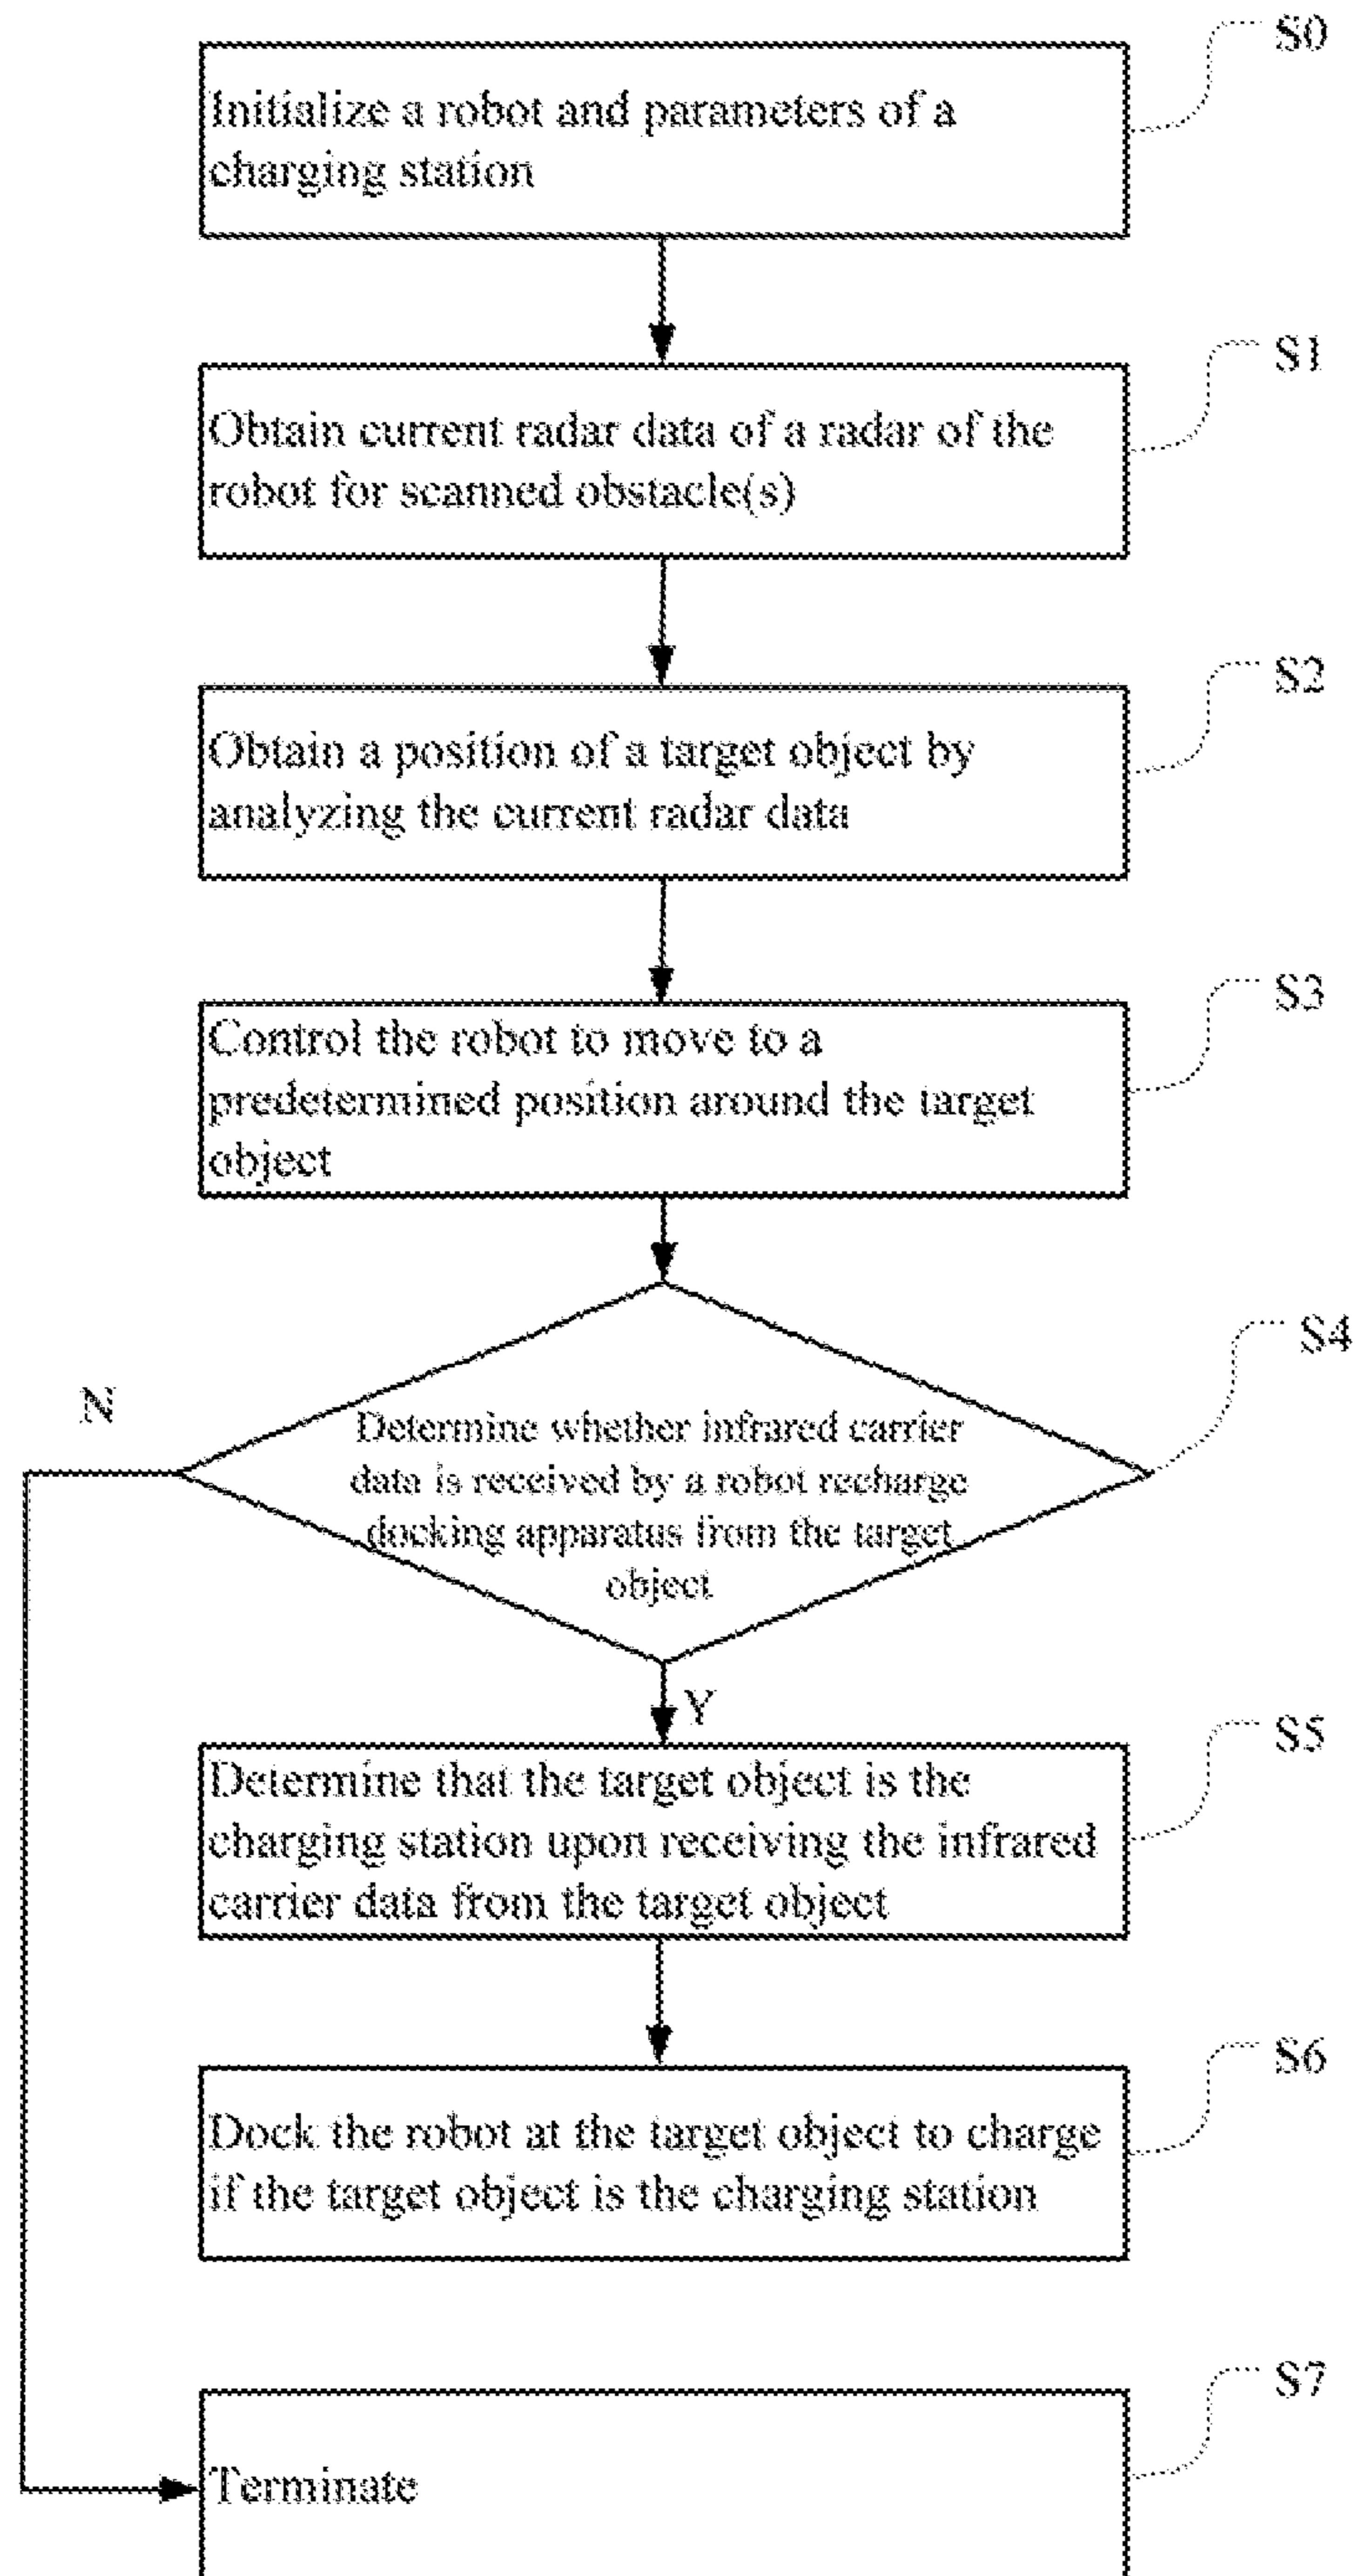 S0
Initialize a robot and parameters of a
charging station
S1
Obtain current radar data of a radar of the
robot for scanned obstacle(s)
S2
Obtain a position of a target object by
analyzing the current radar data
S3
Control the robot to move to a
predetermined position around the target
object
S4
N
Determine whether infrared carrier
data is received by a robot recharge
docking apparatus from the target
object
Y
S5
Determine that the target object is the
charging station upon receiving the infrared
carrier data from the target object
S6
Dock the robot at the target object to charge
if the target object is the charging station
S7
Terminate